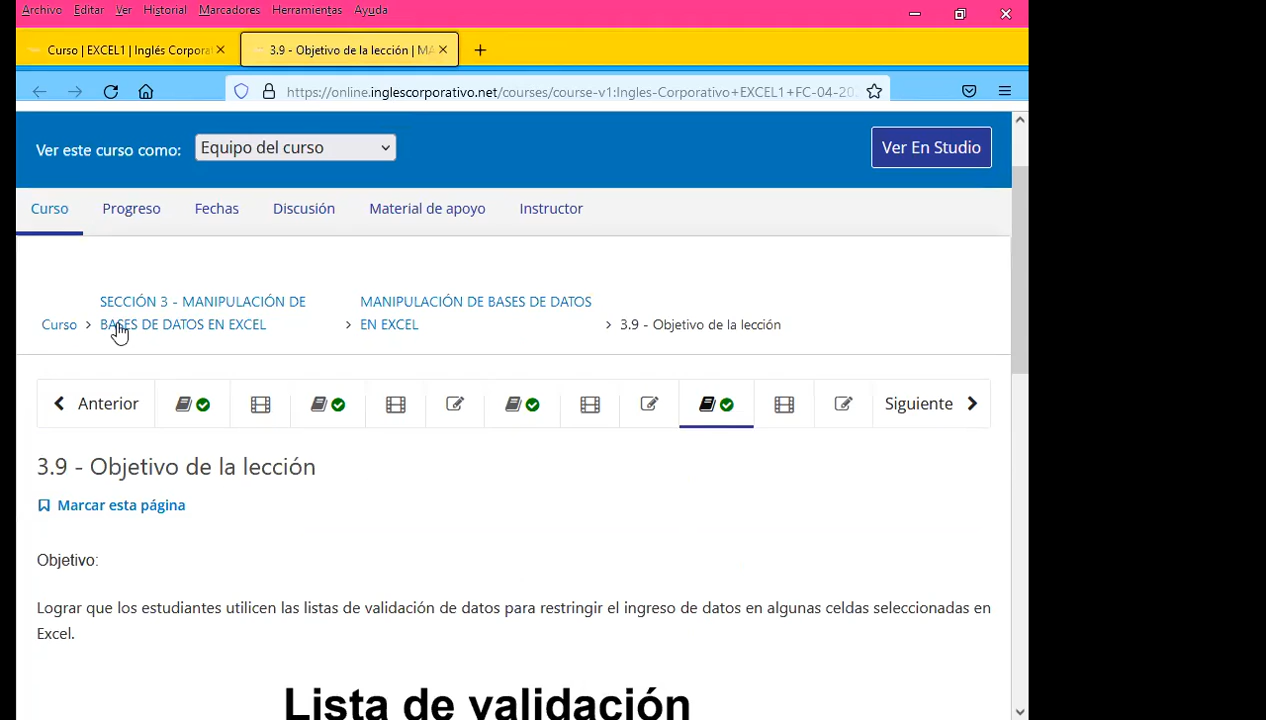 Archivo Editar Ver Historial Marcadores Herramientas Ayuda
Curso | EXCEL1 | Inglés Corporat
3.9 - Objetivo de la lección | MA
https://online.inglescorporativo.net/courses/course-v1:Ingles-Corporativo+EXCEL1+FC-04-20
Ver este curso como: Equipo del curso Ver En Studio
Curso Progreso Fechas Discusión Material de apoyo Instructor
Curso > SECCIÓN 3 - MANIPULACIÓN DE BASES DE DATOS EN EXCEL > MANIPULACIÓN DE BASES DE DATOS EN EXCEL > 3.9 - Objetivo de la lección
Anterior Siguiente
3.9 - Objetivo de la lección
Marcar esta página
Objetivo:
Lograr que los estudiantes utilicen las listas de validación de datos para restringir el ingreso de datos en algunas celdas seleccionadas en
Excel.
Lista de validación